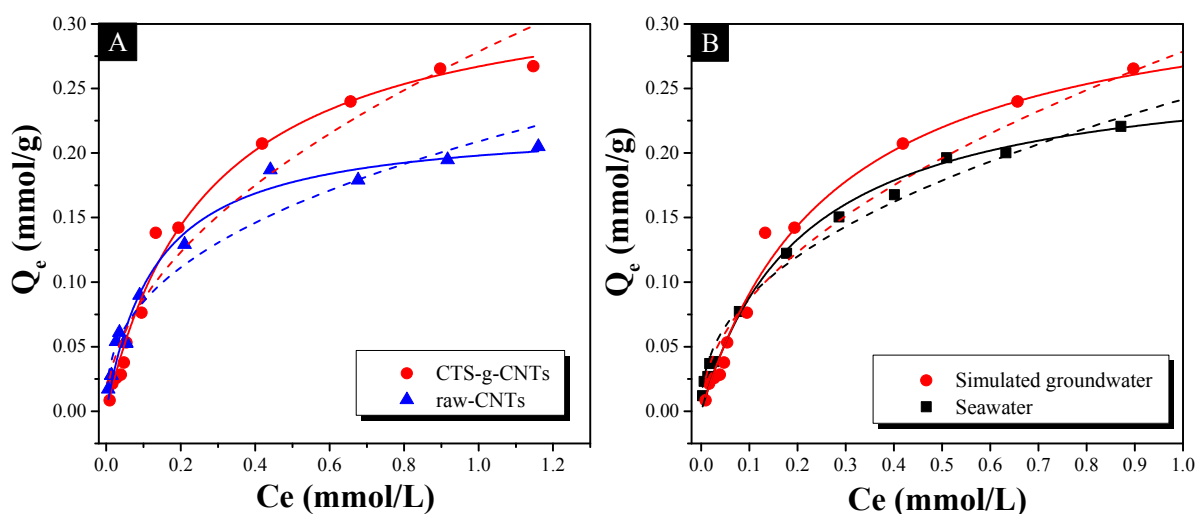 A
Q_e (mmol/g)
0.30
0.25
0.20
0.15
0.10
0.05
0.00
CTS-g-CNTs
raw-CNTs
0.0 0.2 0.4 0.6 0.8 1.0 1.2
Ce (mmol/L)
B
Q_e (mmol/g)
0.30
0.25
0.20
0.15
0.10
0.05
0.00
Simulated groundwater
Seawater
0.0 0.1 0.2 0.3 0.4 0.5 0.6 0.7 0.8 0.9 1.0
Ce (mmol/L)